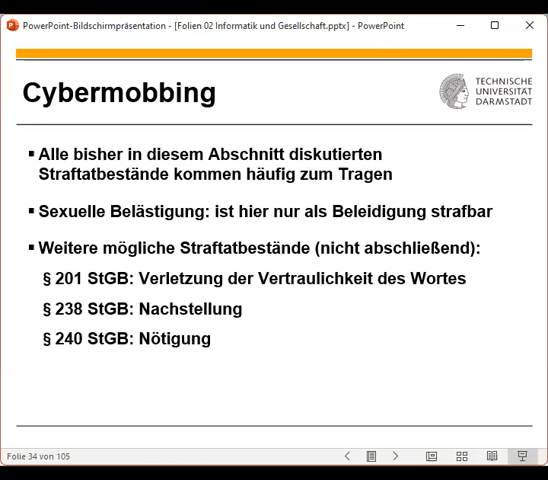 PowerPoint-Bildschirmpräsentation - [Folien 02 Informatik und Gesellschaft.pptx] - PowerPoint
Cybermobbing
TECHNISCHE
UNIVERSITÄT
DARMSTADT
▪ Alle bisher in diesem Abschnitt diskutierten
Straftatbestände kommen häufig zum Tragen
▪ Sexuelle Belästigung: ist hier nur als Beleidigung strafbar
▪ Weitere mögliche Straftatbestände (nicht abschließend):
§ 201 StGB: Verletzung der Vertraulichkeit des Wortes
§ 238 StGB: Nachstellung
§ 240 StGB: Nötigung
Folie 34 von 105